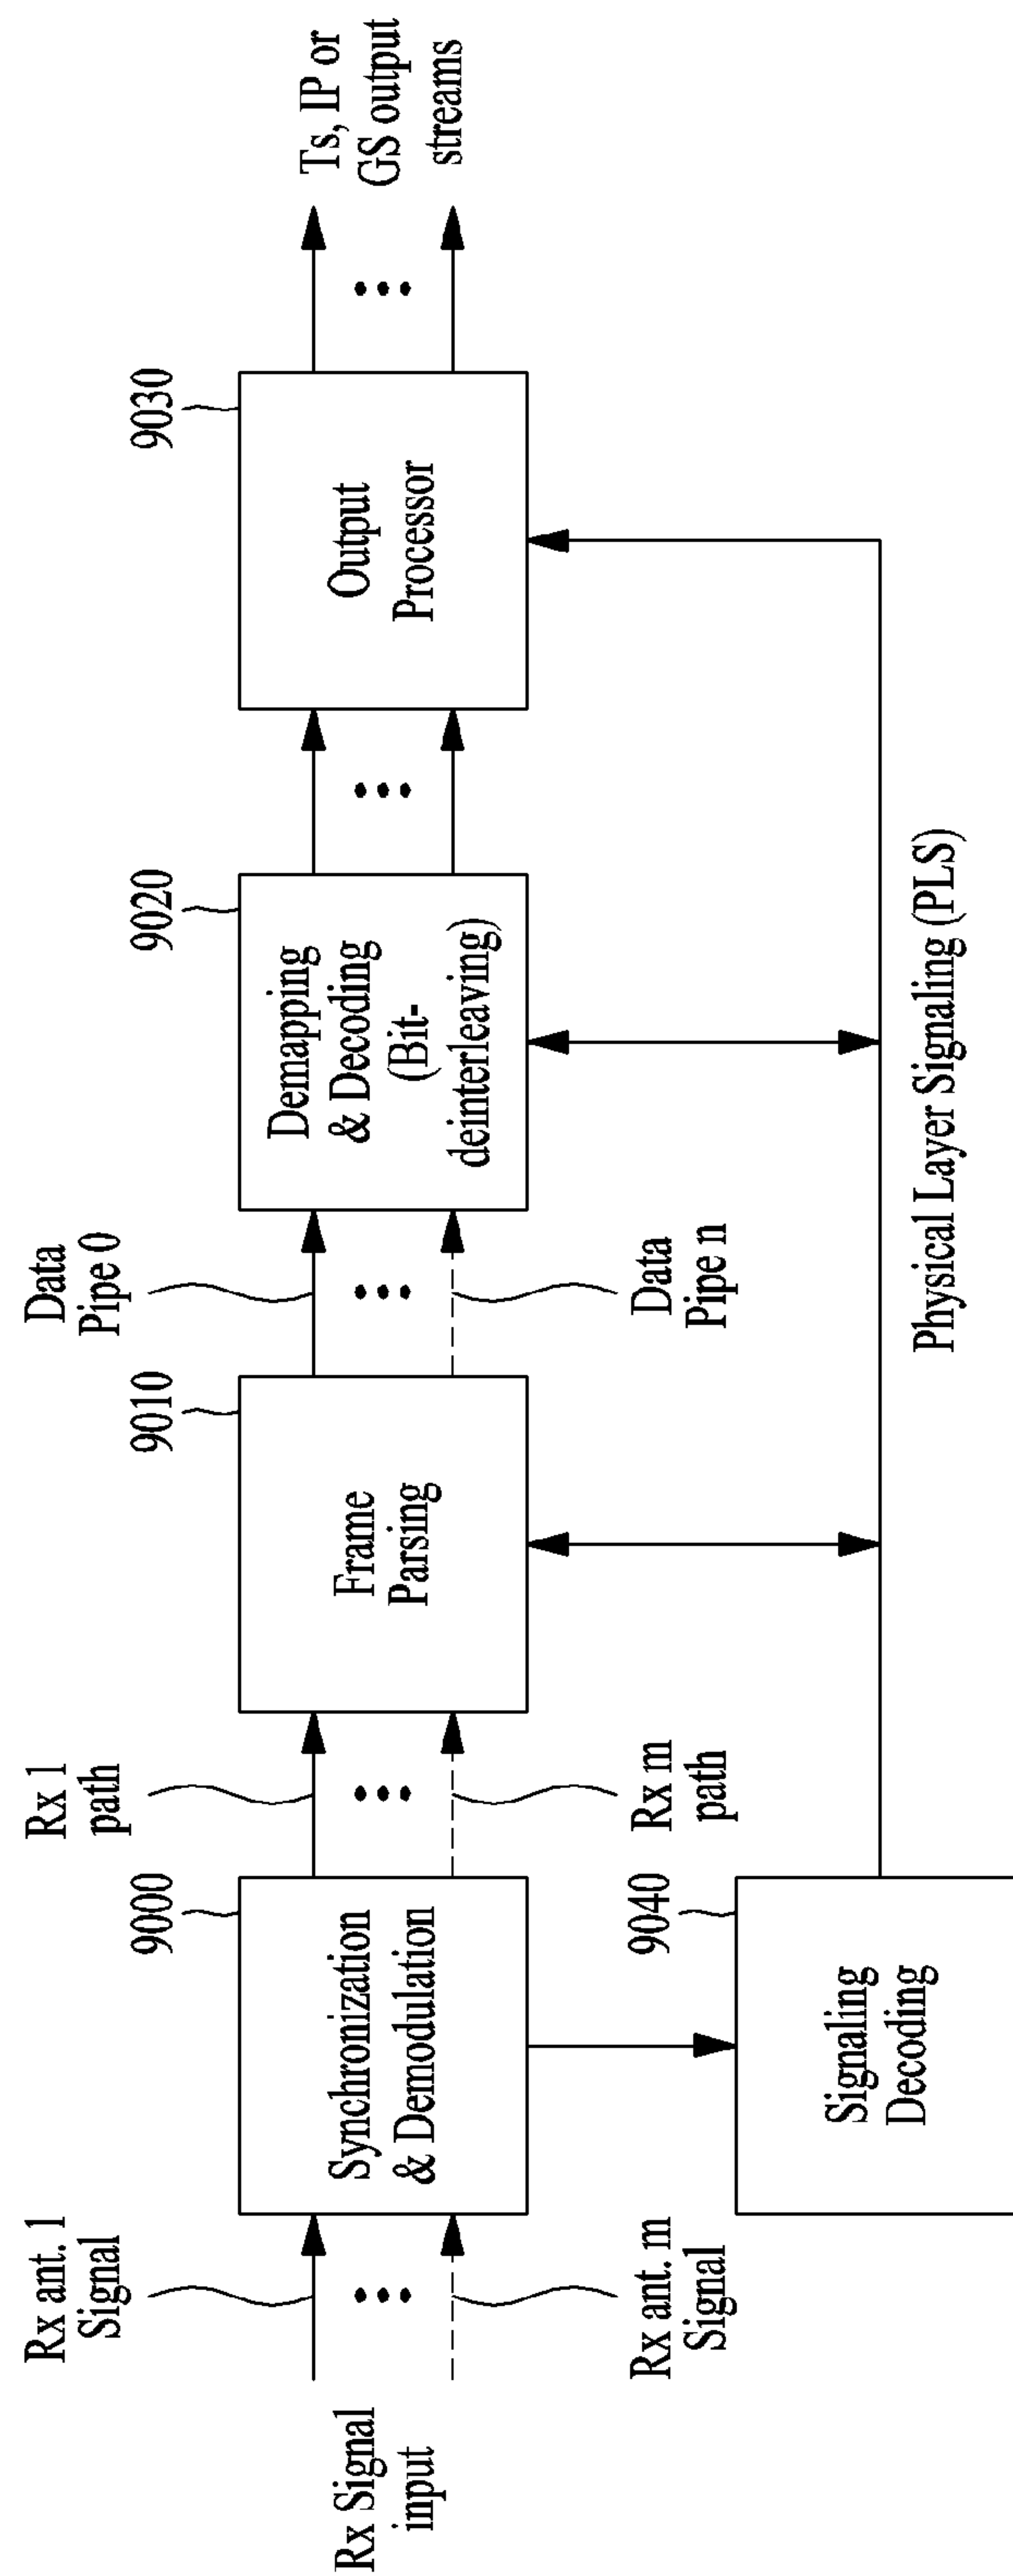 Rx Signal
input
Rx ant. 1
Signal
Rx ant. m
Signal
9000
Synchronization
& Demodulation
Rx 1
path
Rx m
path
9010
Frame
Parsing
Data
Pipe 0
Data
Pipe n
9020
Demapping
& Decoding
(Bit-
deinterleaving)
9030
Output
Processor
Ts, IP or
GS output
streams
9040
Signaling
Decoding
Physical Layer Signaling (PLS)